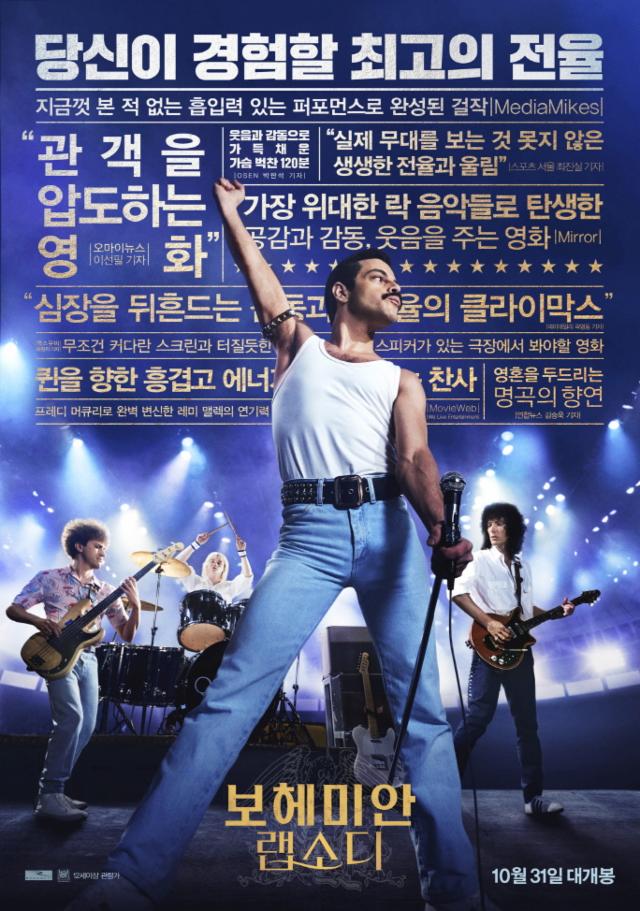 당신이 경험할 최고의 전율
지금껏 본 적 없는 흡입력 있는 퍼포먼스로 완성된 걸작|MediaMikes|
“관객을
압도하는
영화”
|오마이뉴스
이선필 기자|
웃음과 감동으로
가득 채운
가슴 벅찬 120분
|OSEN 박판석 기자|
“실제 무대를 보는 것 못지 않은
생생한 전율과 울림”|스포츠 서울 최진실 기자|
가장 위대한 락 음악들로 탄생한
공감과 감동, 웃음을 주는 영화|Mirror|
“심장을 뒤흔드는 율의 클라이막스”
무조건 커다란 스크린과 터질듯한 스피커가 있는 극장에서 봐야할 영화
퀸을 향한 흥겹고 에너 찬사
|MovieWeb|
프레디 머큐리로 완벽 변신한 레미 맬렉의 연기력
영혼을 두드리는
명곡의 향연
|연합뉴스 김승욱 기자|
보헤미안
랩소디
12세이상 관람가
10월 31일 대개봉